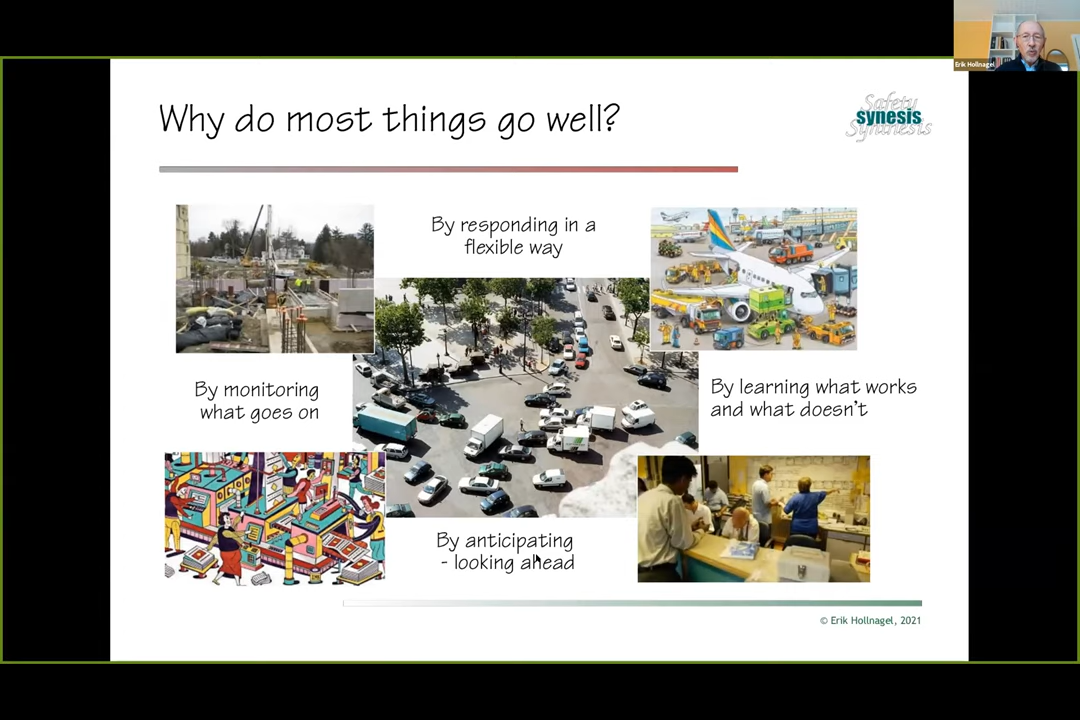 Erik Hollnagel
Why do most things go well?
Safety
synesis
Synthesis
By responding in a
flexible way
By monitoring
what goes on
By learning what works
and what doesn't
By anticipating
- looking ahead
© Erik Hollnagel, 2021